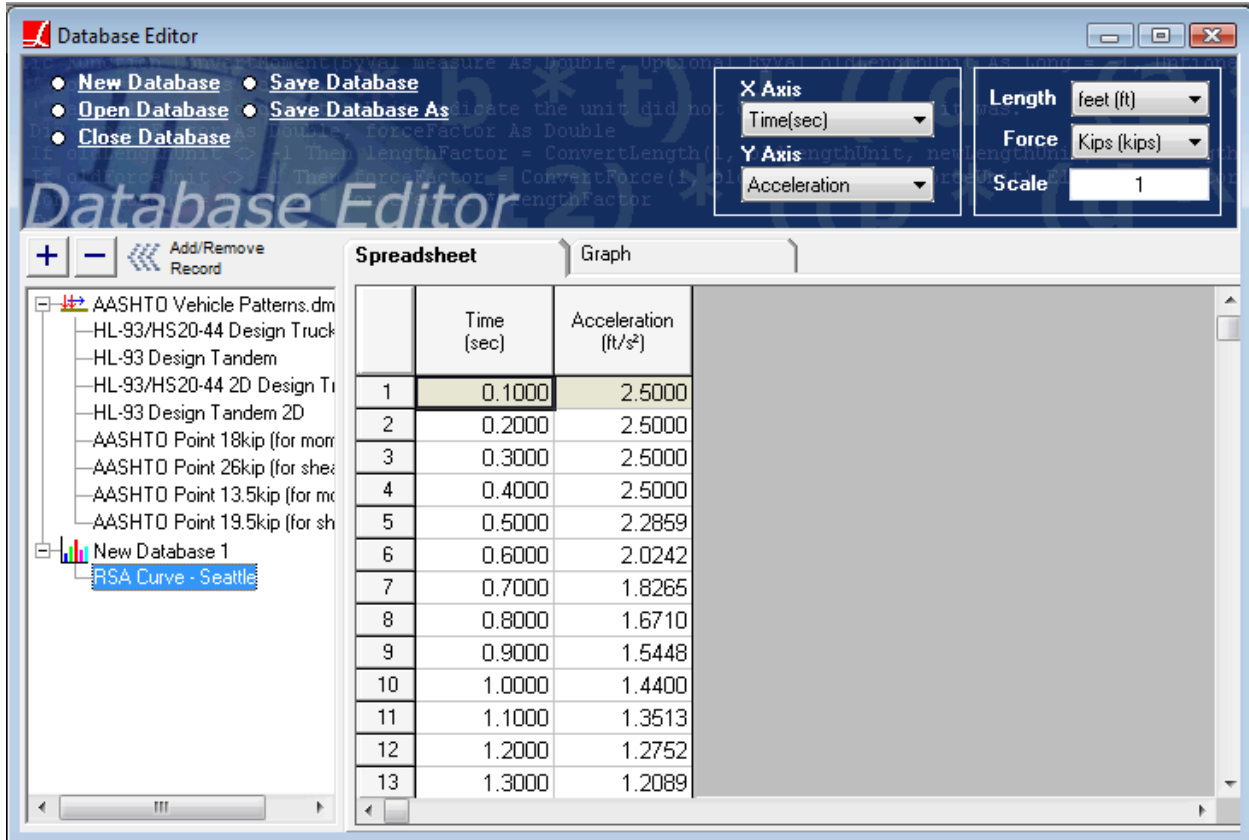 Database Editor
New Database
Save Database
Open Database
Save Database As
Close Database
Database Editor
X Axis
Time(sec)
Y Axis
Acceleration
Length
feet (ft)
Force
Kips (kips)
Scale
1
Add/Remove
Record
AASHTO Vehicle Patterns.dm
HL-93/HS20-44 Design Truck
HL-93 Design Tandem
HL-93/HS20-44 2D Design Tr
HL-93 Design Tandem 2D
AASHTO Point 18kip (for mom
AASHTO Point 26kip (for shea
AASHTO Point 13.5kip (for mo
AASHTO Point 19.5kip (for sh
New Database 1
RSA Curve - Seattle
Spreadsheet
Graph
Time
(sec)
Acceleration
(ft/s²)
1 0.1000 2.5000
2 0.2000 2.5000
3 0.3000 2.5000
4 0.4000 2.5000
5 0.5000 2.2859
6 0.6000 2.0242
7 0.7000 1.8265
8 0.8000 1.6710
9 0.9000 1.5448
10 1.0000 1.4400
11 1.1000 1.3513
12 1.2000 1.2752
13 1.3000 1.2089